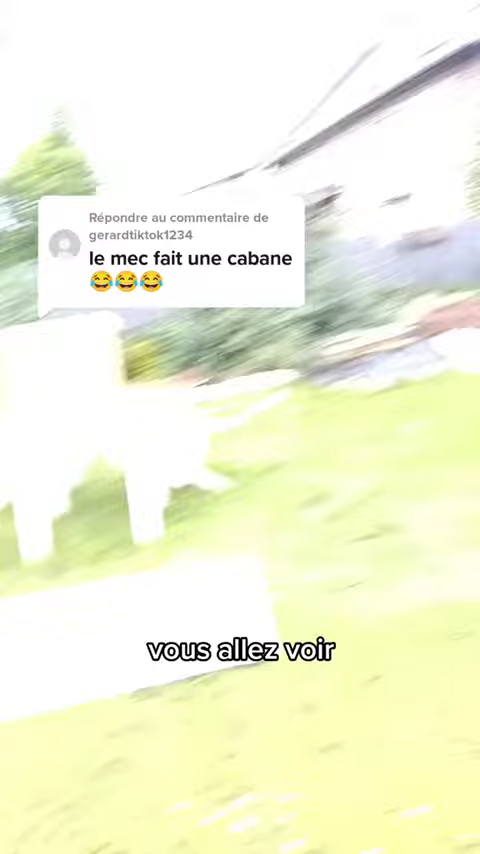 Répondre au commentaire de
gerardtiktok1234
le mec fait une cabane
😂😂😂
vous allez voir